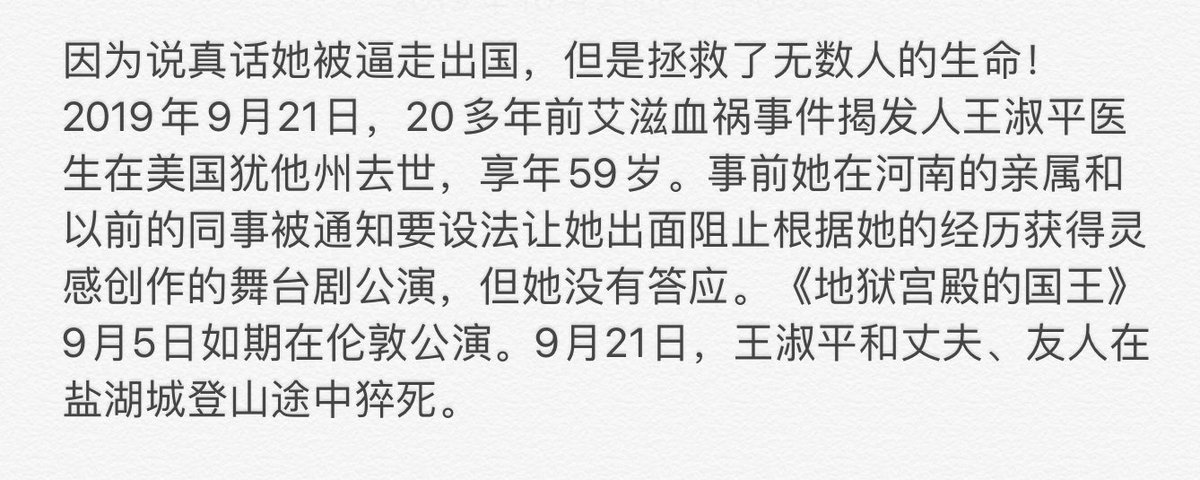 因为说真话她被逼走出国，但是拯救了无数人的生命！
2019年9月21日，20多年前艾滋血祸事件揭发人王淑平医
生在美国犹他州去世，享年59岁。事前她在河南的亲属和
以前的同事被通知要设法让她出面阻止根据她的经历获得灵
感创作的舞台剧公演，但她没有答应。《地狱宫殿的国王》
9月5日如期在伦敦公演。9月21日，王淑平和丈夫、友人在
盐湖城登山途中猝死。